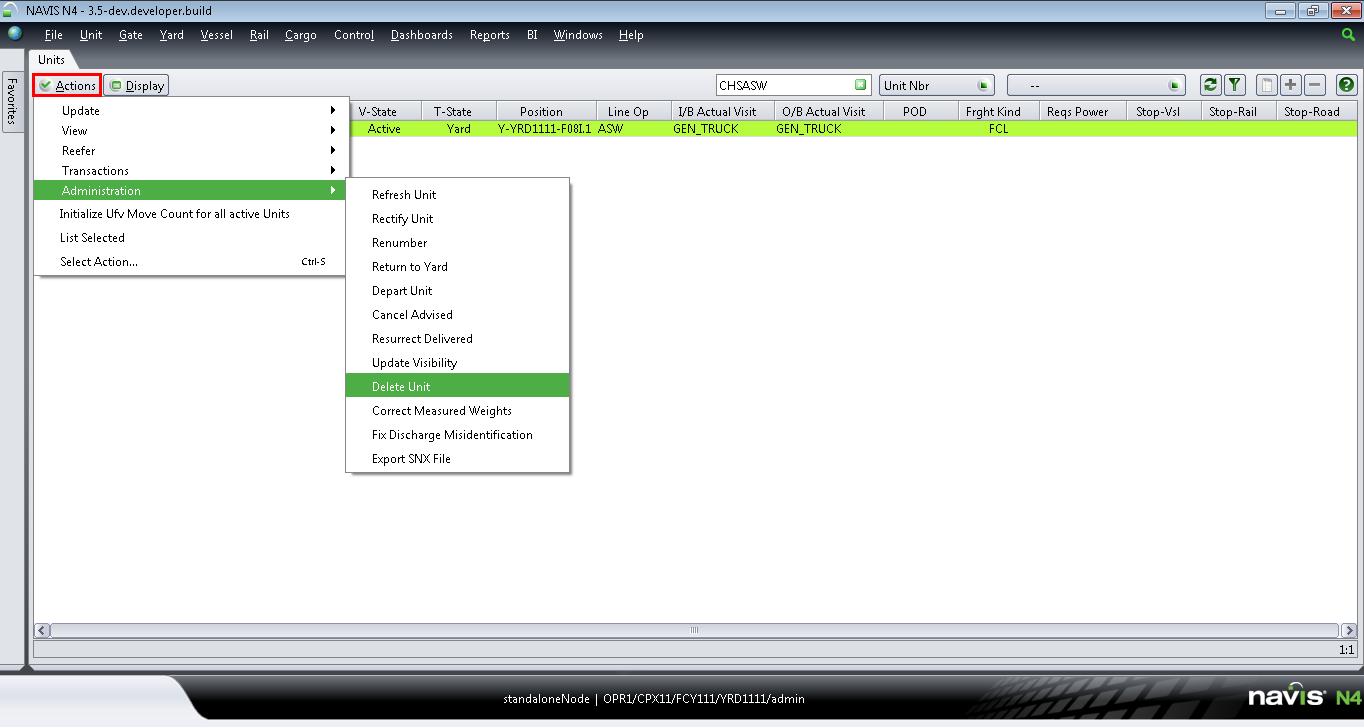 NAVIS N4 - 3.5-dev.developer.build
File Unit Gate Yard Vessel Rail Cargo Control Dashboards Reports BI Windows Help
Favorites
Units
Actions Display CHSASW Unit Nbr --
V-State T-State Position Line Op I/B Actual Visit O/B Actual Visit POD Frght Kind Reqs Power Stop-Vsl Stop-Rail Stop-Road
Active Yard Y-YRD1111-F08I.1 ASW GEN_TRUCK GEN_TRUCK FCL
Update
View
Reefer
Transactions
Administration
Initialize Ufv Move Count for all active Units
List Selected
Select Action... Ctrl-S
Refresh Unit
Rectify Unit
Renumber
Return to Yard
Depart Unit
Cancel Advised
Resurrect Delivered
Update Visibility
Delete Unit
Correct Measured Weights
Fix Discharge Misidentification
Export SNX File
1:1
standaloneNode | OPR1/CPX11/FCY111/YRD1111/admin
navis N4